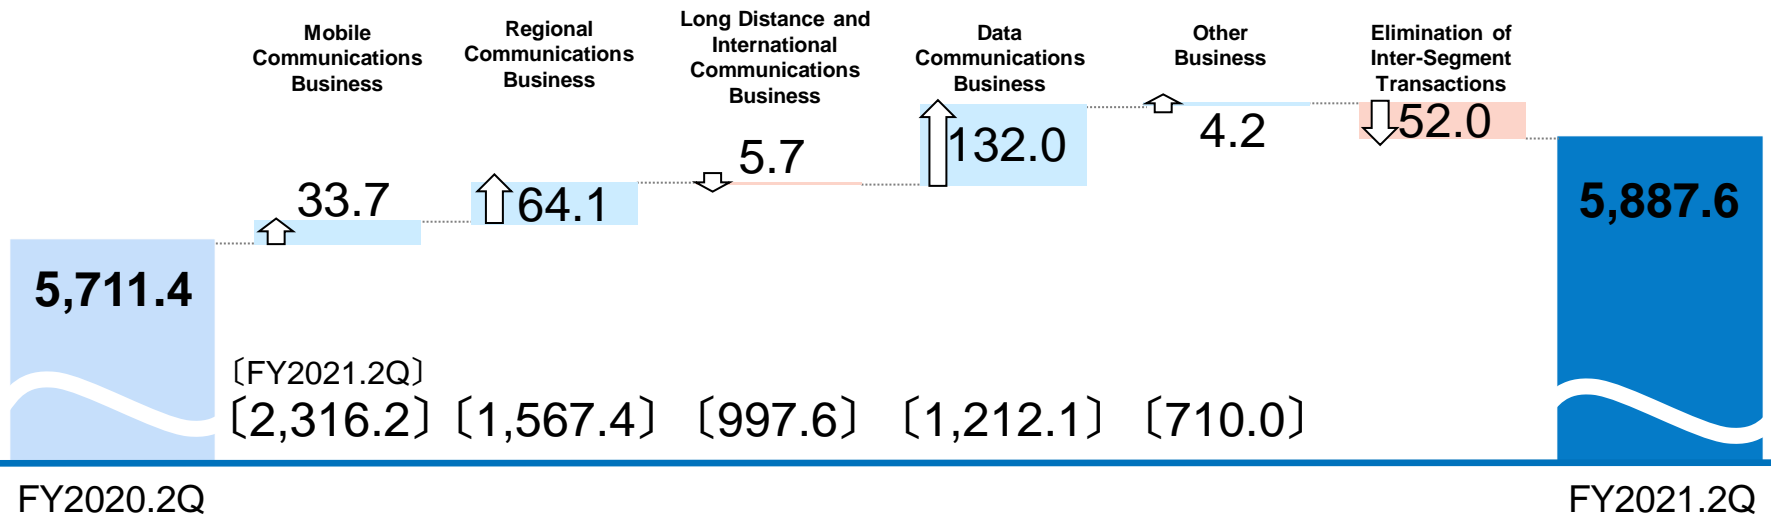 Mobile
Communications
Business
Regional
Communications
Business
Long Distance and
International
Communications
Business
Data
Communications
Business
Other
Business
Elimination of
Inter-Segment
Transactions
33.7
64.1
5.7
132.0
4.2
52.0
5,711.4
5,887.6
〔FY2021.2Q〕
〔2,316.2〕
〔1,567.4〕
〔997.6〕
〔1,212.1〕
〔710.0〕
FY2020.2Q
FY2021.2Q